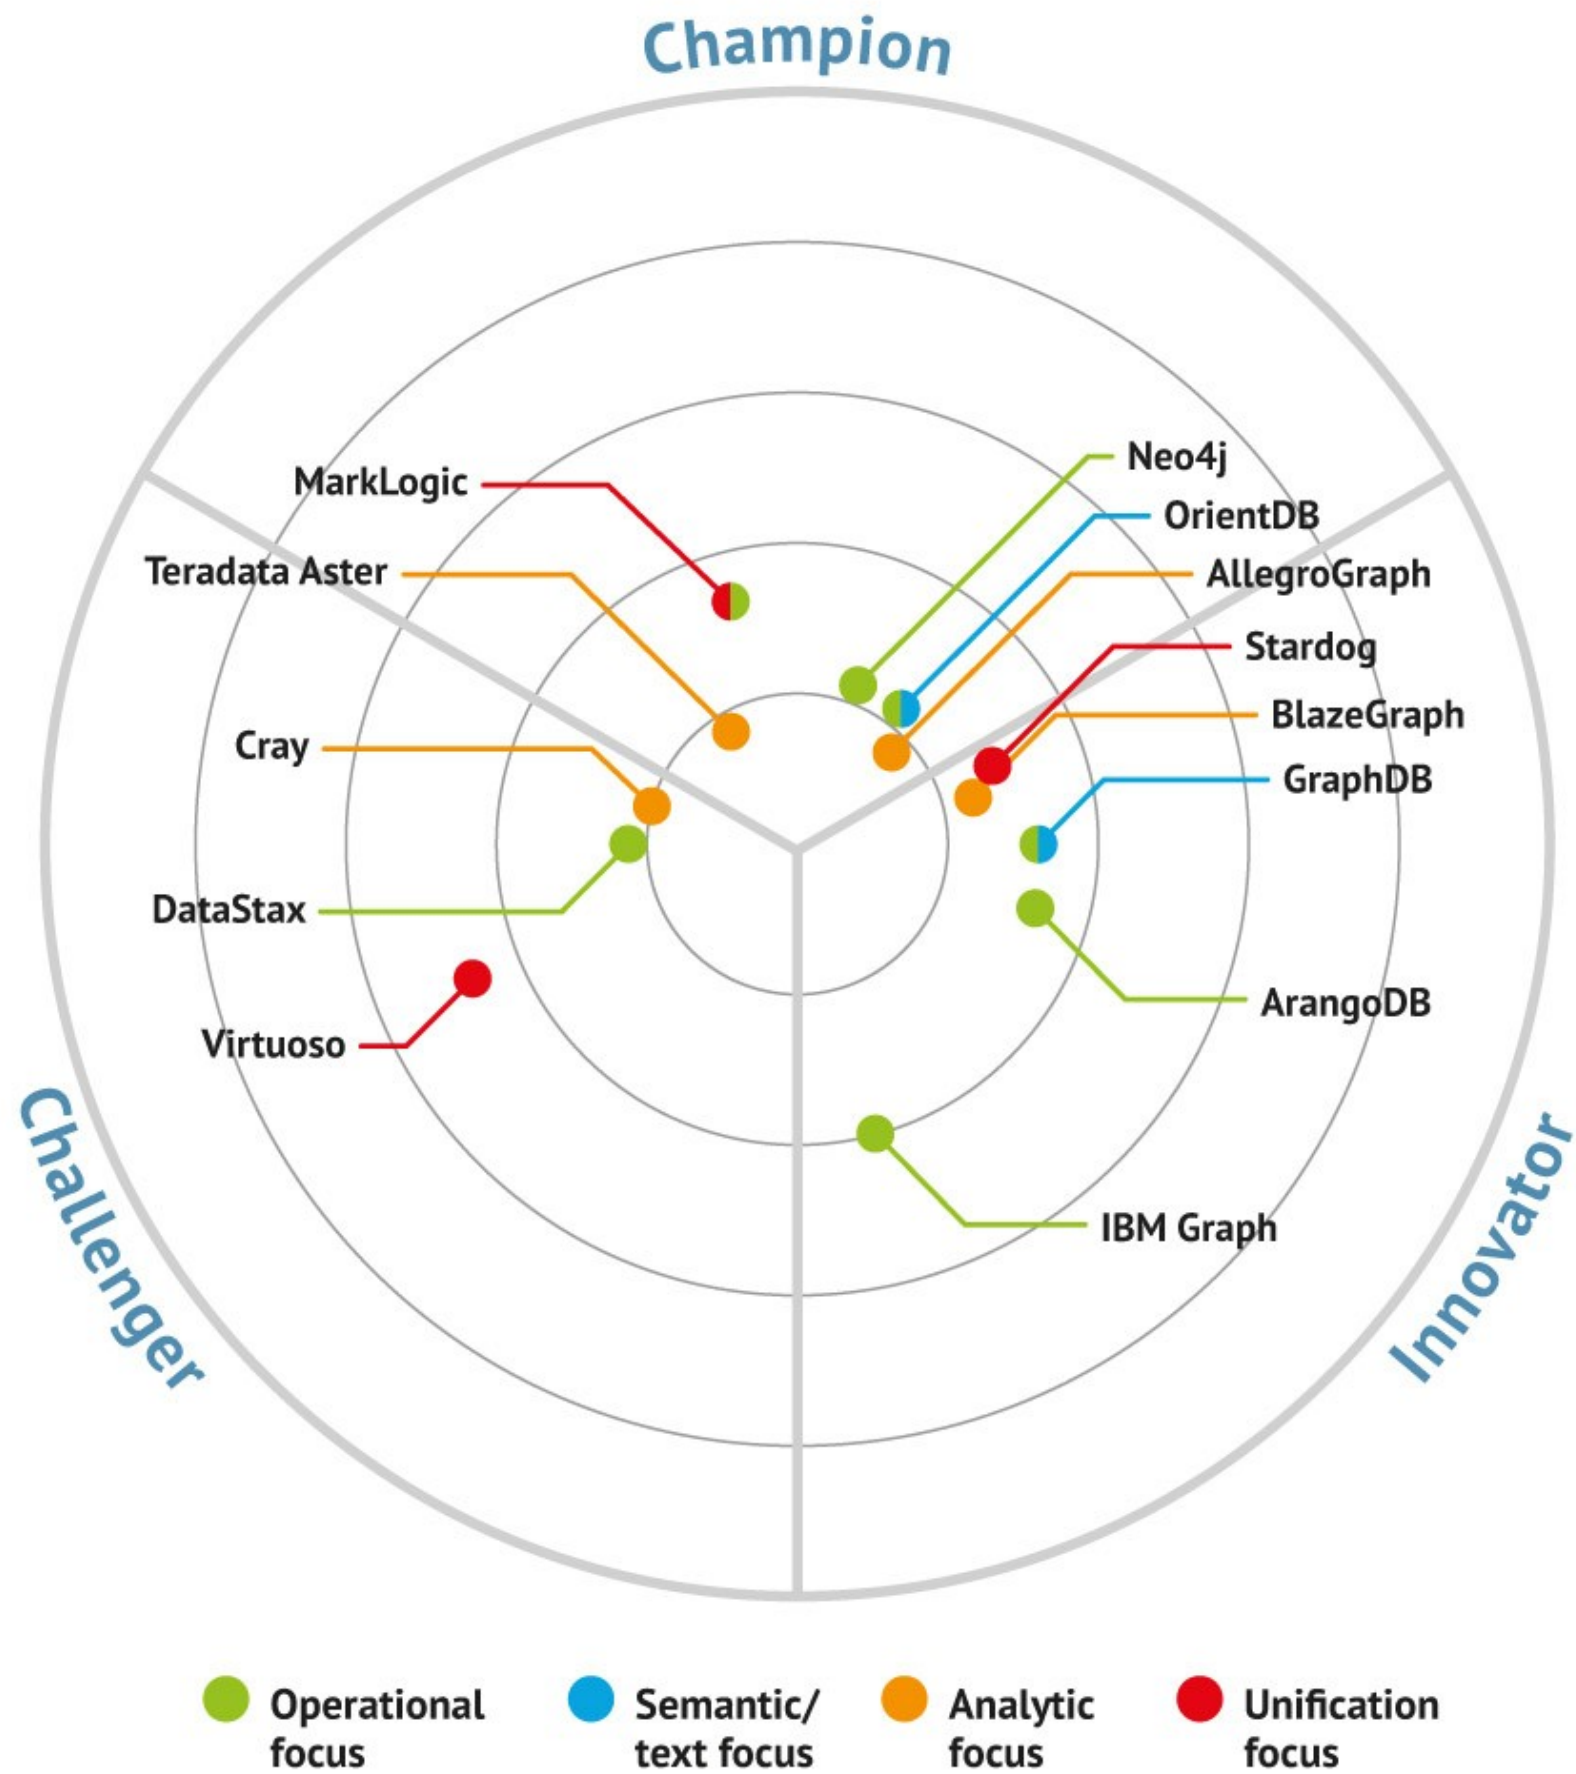 Champion
MarkLogic
Neo4j
OrientDB
Teradata Aster
AllegroGraph
Stardog
BlazeGraph
Cray
GraphDB
DataStax
ArangoDB
Virtuoso
Challenger
Innovator
IBM Graph
Operational
focus
Semantic/
text focus
Analytic
focus
Unification
focus